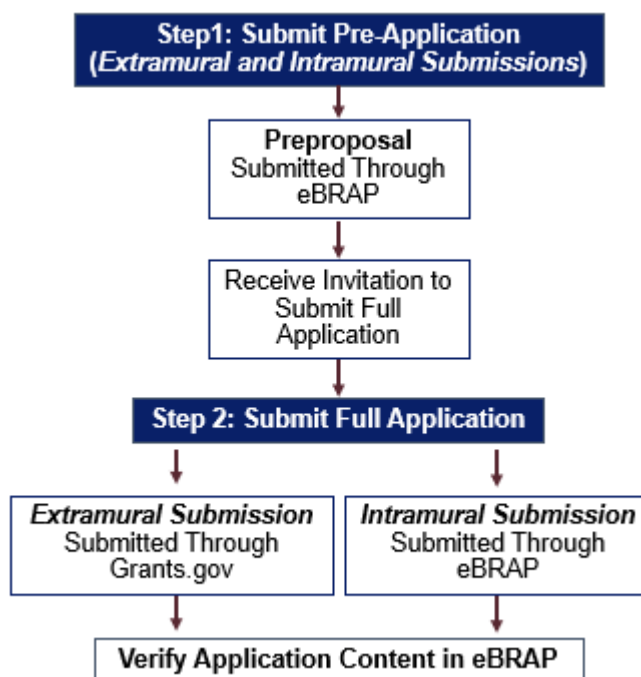 Step1: Submit Pre-Application
(Extramural and Intramural Submissions)
Preproposal
Submitted Through
eBRAP
Receive Invitation to
Submit Full
Application
Step 2: Submit Full Application
Extramural Submission
Submitted Through
Grants.gov
Intramural Submission
Submitted Through
eBRAP
Verify Application Content in eBRAP